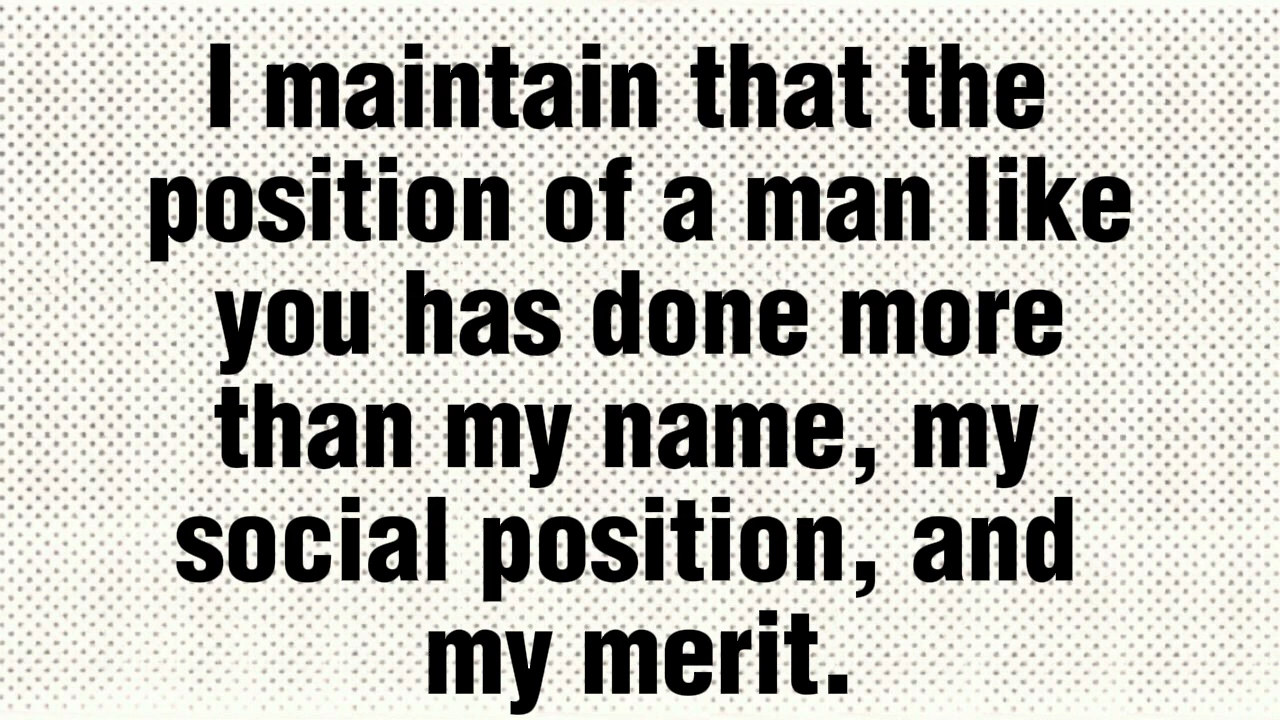 I maintain that the
position of a man like
you has done more
than my name, my
social position, and
my merit.